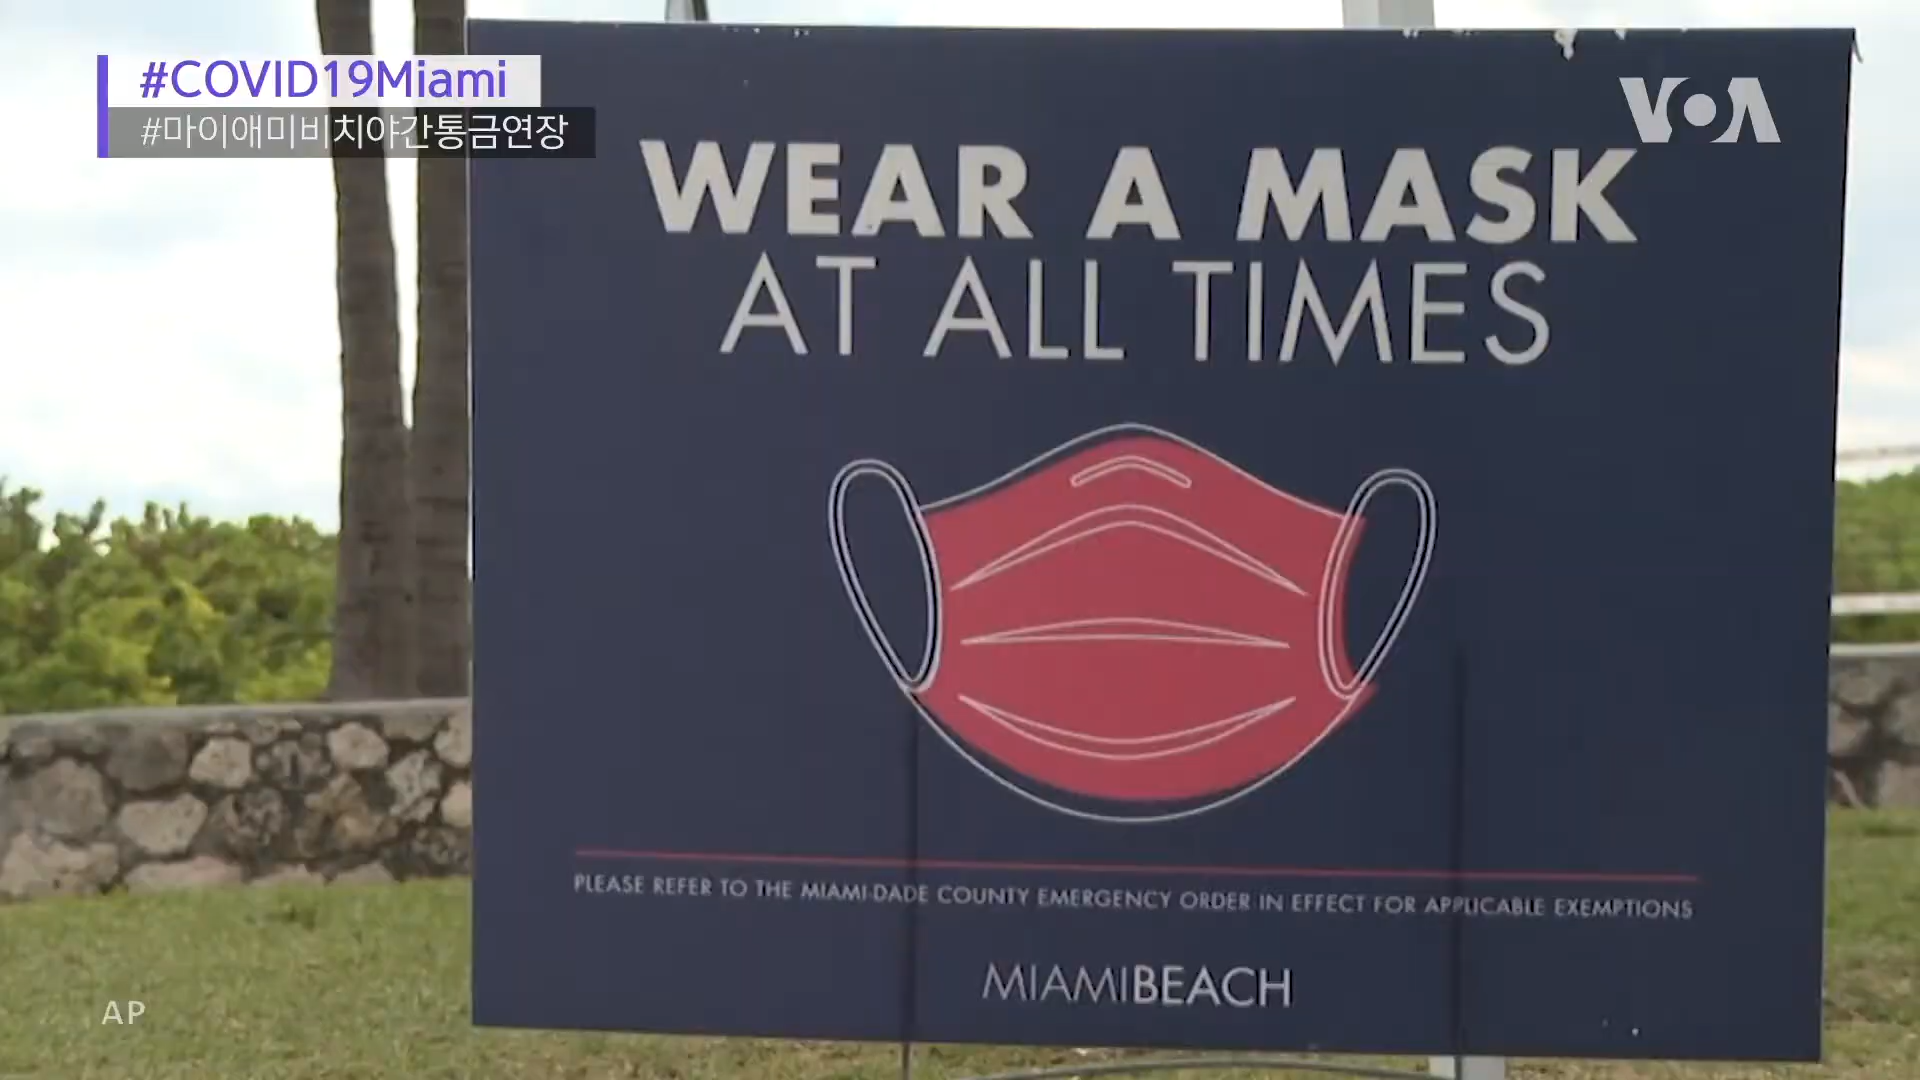 #COVID19Miami
#마이애미비치야간통금연장
VOA
WEAR A MASK
AT ALL TIMES
PLEASE REFER TO THE MIAMI-DADE COUNTY EMERGENCY ORDER IN EFFECT FOR APPLICABLE EXEMPTIONS
MIAMIBEACH
AP